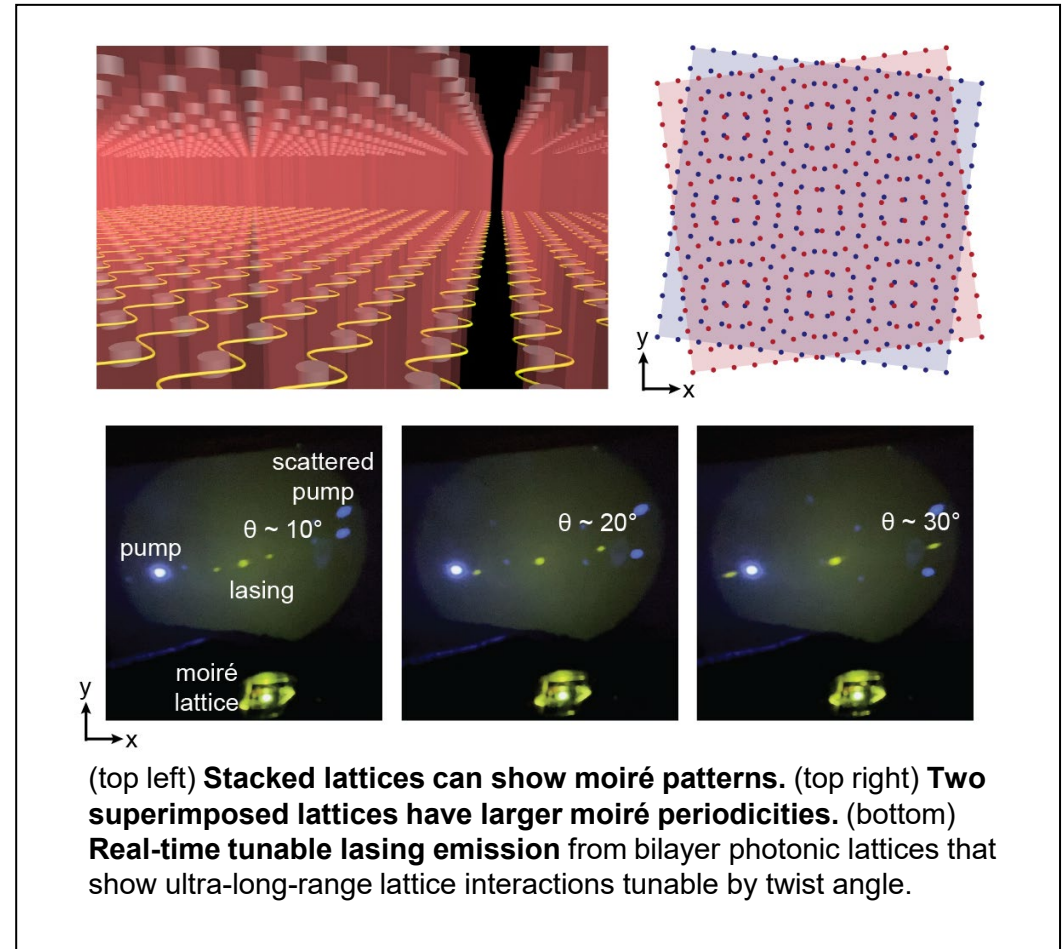 y
x
scattered
pump
θ ~ 10°
pump
lasing
moiré
lattice
y
x
θ ~ 20°
θ ~ 30°
(top left) Stacked lattices can show moiré patterns. (top right) Two
superimposed lattices have larger moiré periodicities. (bottom)
Real-time tunable lasing emission from bilayer photonic lattices that
show ultra-long-range lattice interactions tunable by twist angle.